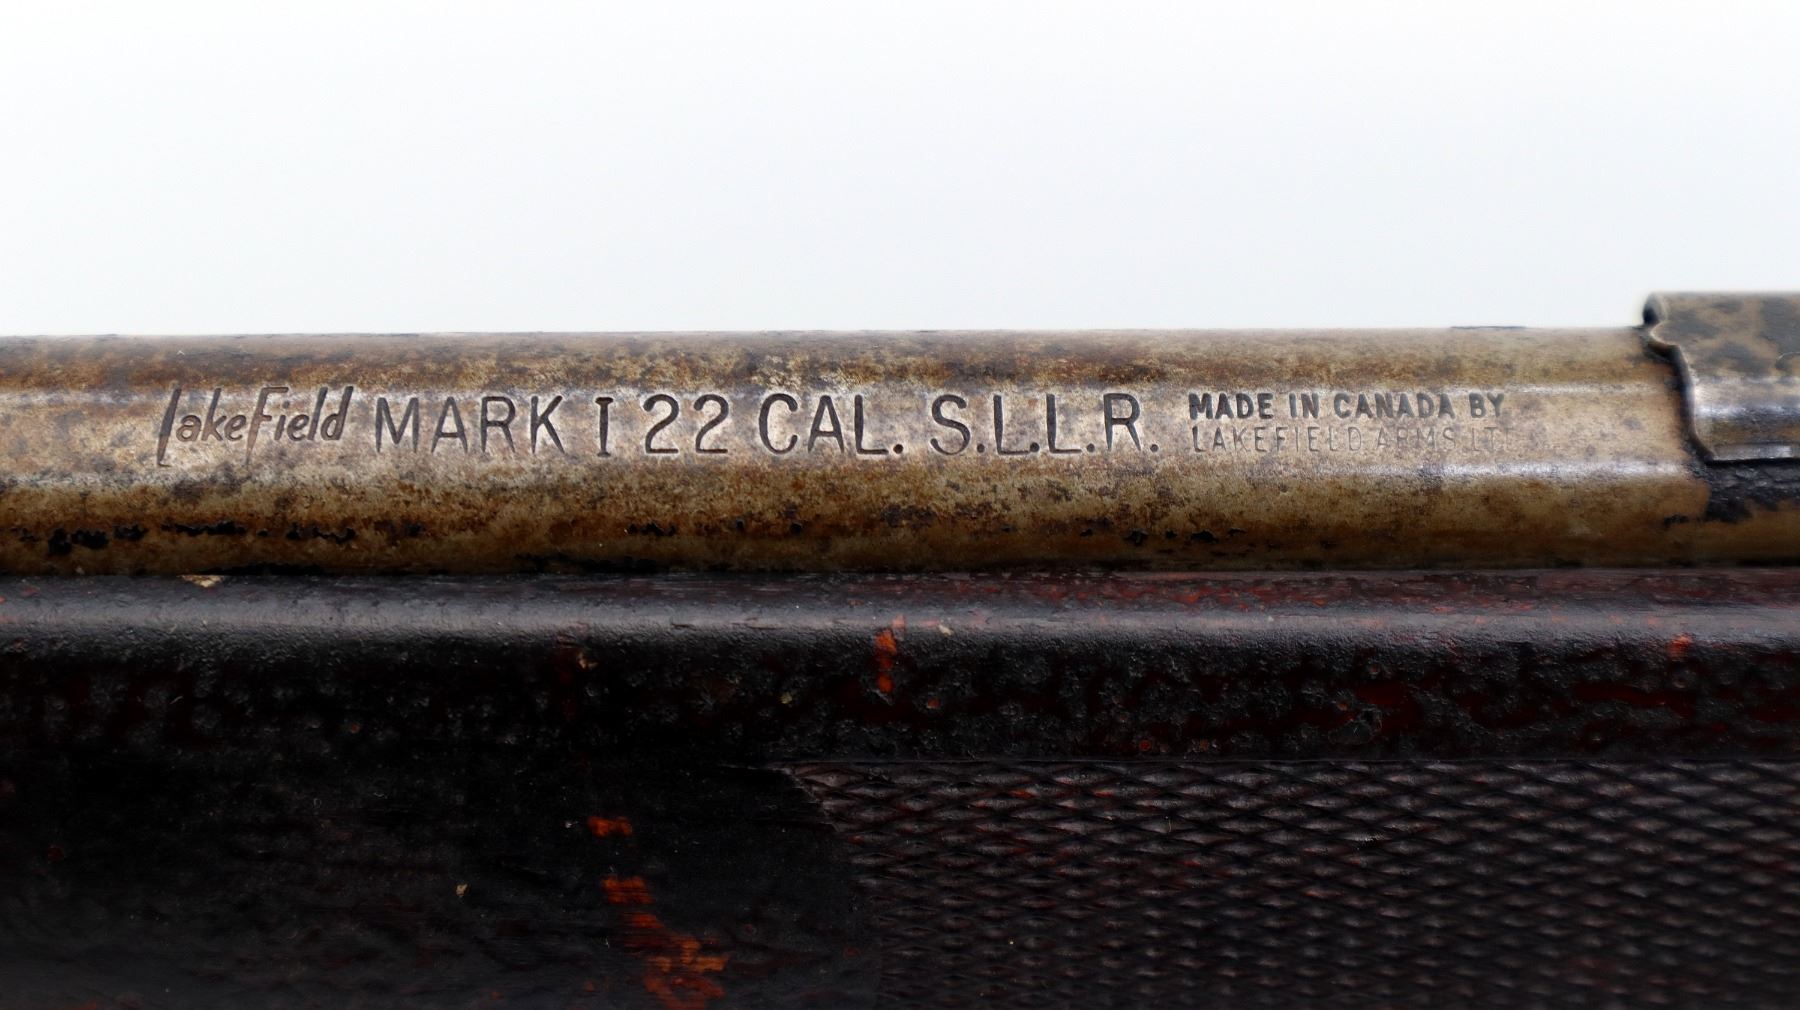 LakeField MARK I 22 CAL. S.L.L.R.
MADE IN CANADA BY
LAKEFIELD ARMS LTD